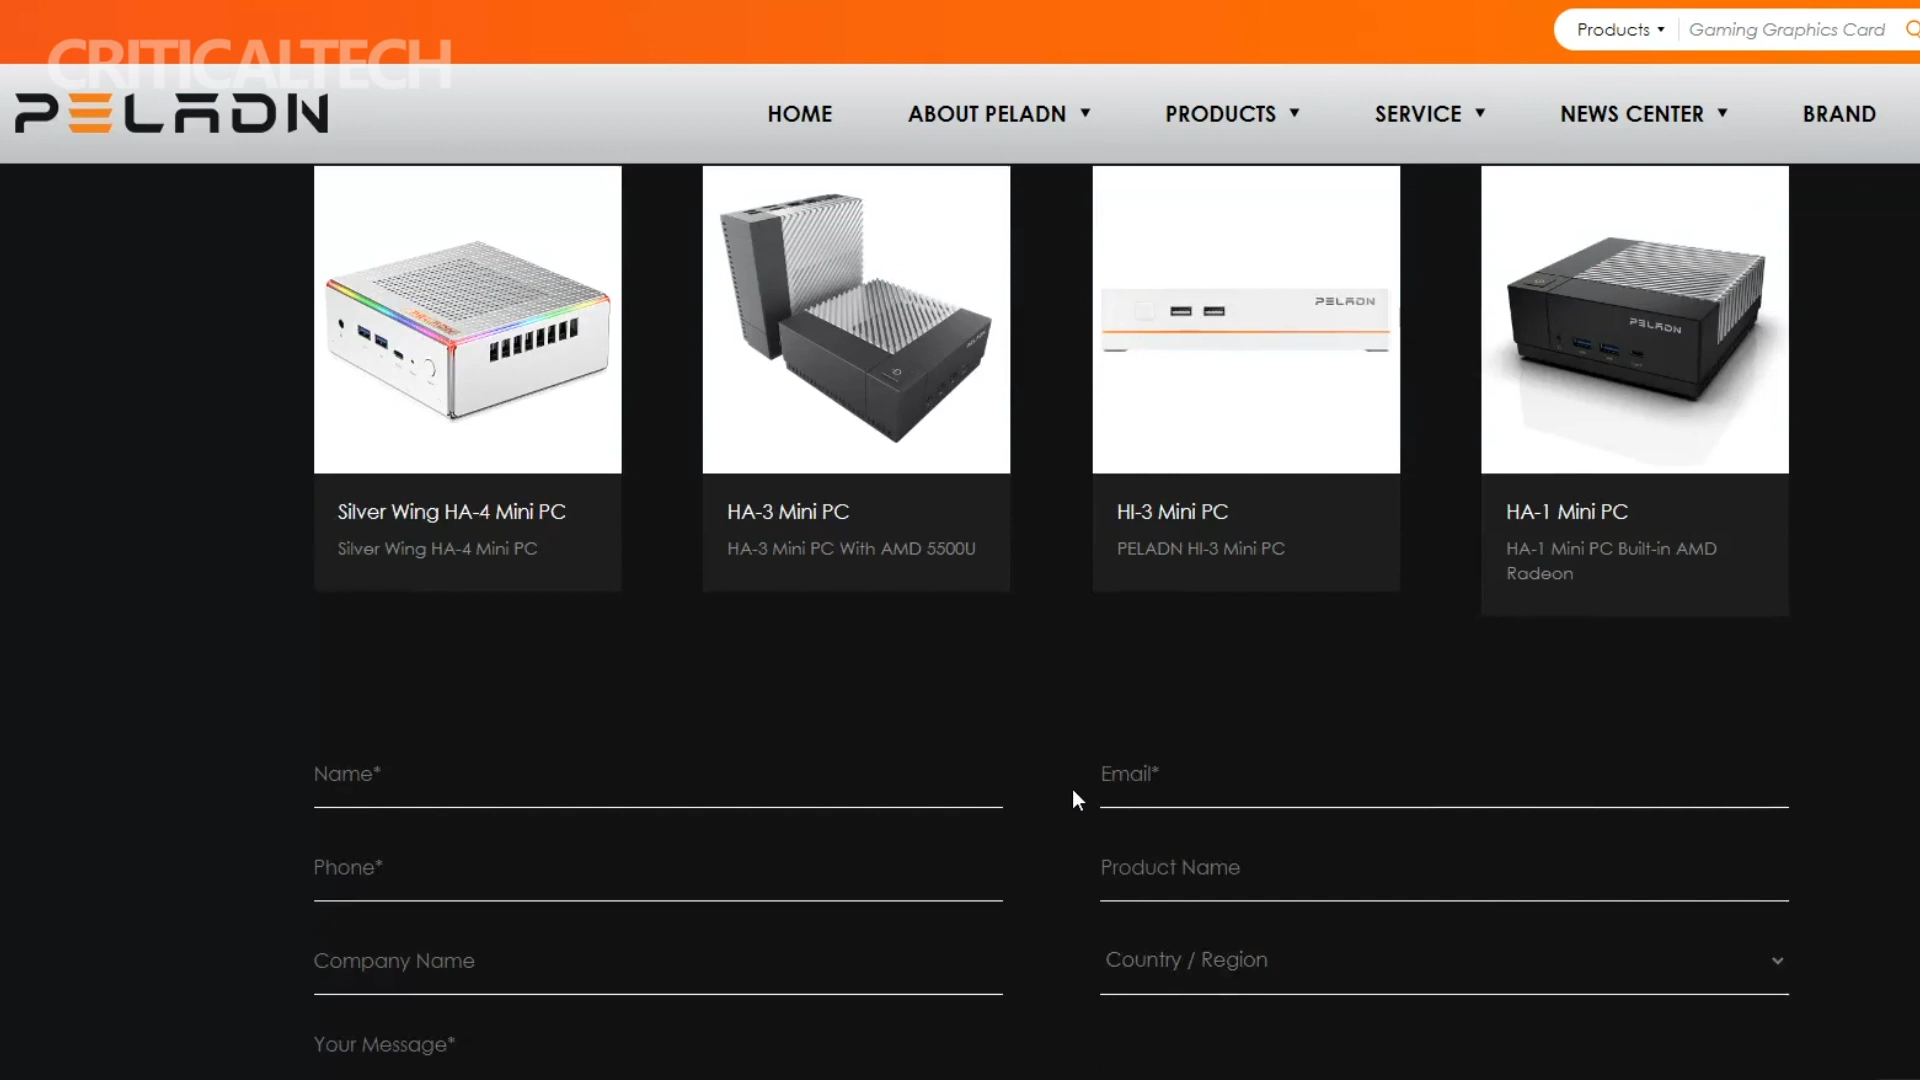 Products
Gaming Graphics Card
CRITICALTECH
PELADN
HOME
ABOUT PELADN
PRODUCTS
SERVICE
NEWS CENTER
BRAND
PELADN
PELADN
PELADN
PELADN
Silver Wing HA-4 Mini PC
Silver Wing HA-4 Mini PC
HA-3 Mini PC
HA-3 Mini PC With AMD 5500U
HI-3 Mini PC
PELADN HI-3 Mini PC
HA-1 Mini PC
HA-1 Mini PC Built-in AMD
Radeon
Name*
Email*
Phone*
Product Name
Company Name
Country / Region
Your Message*